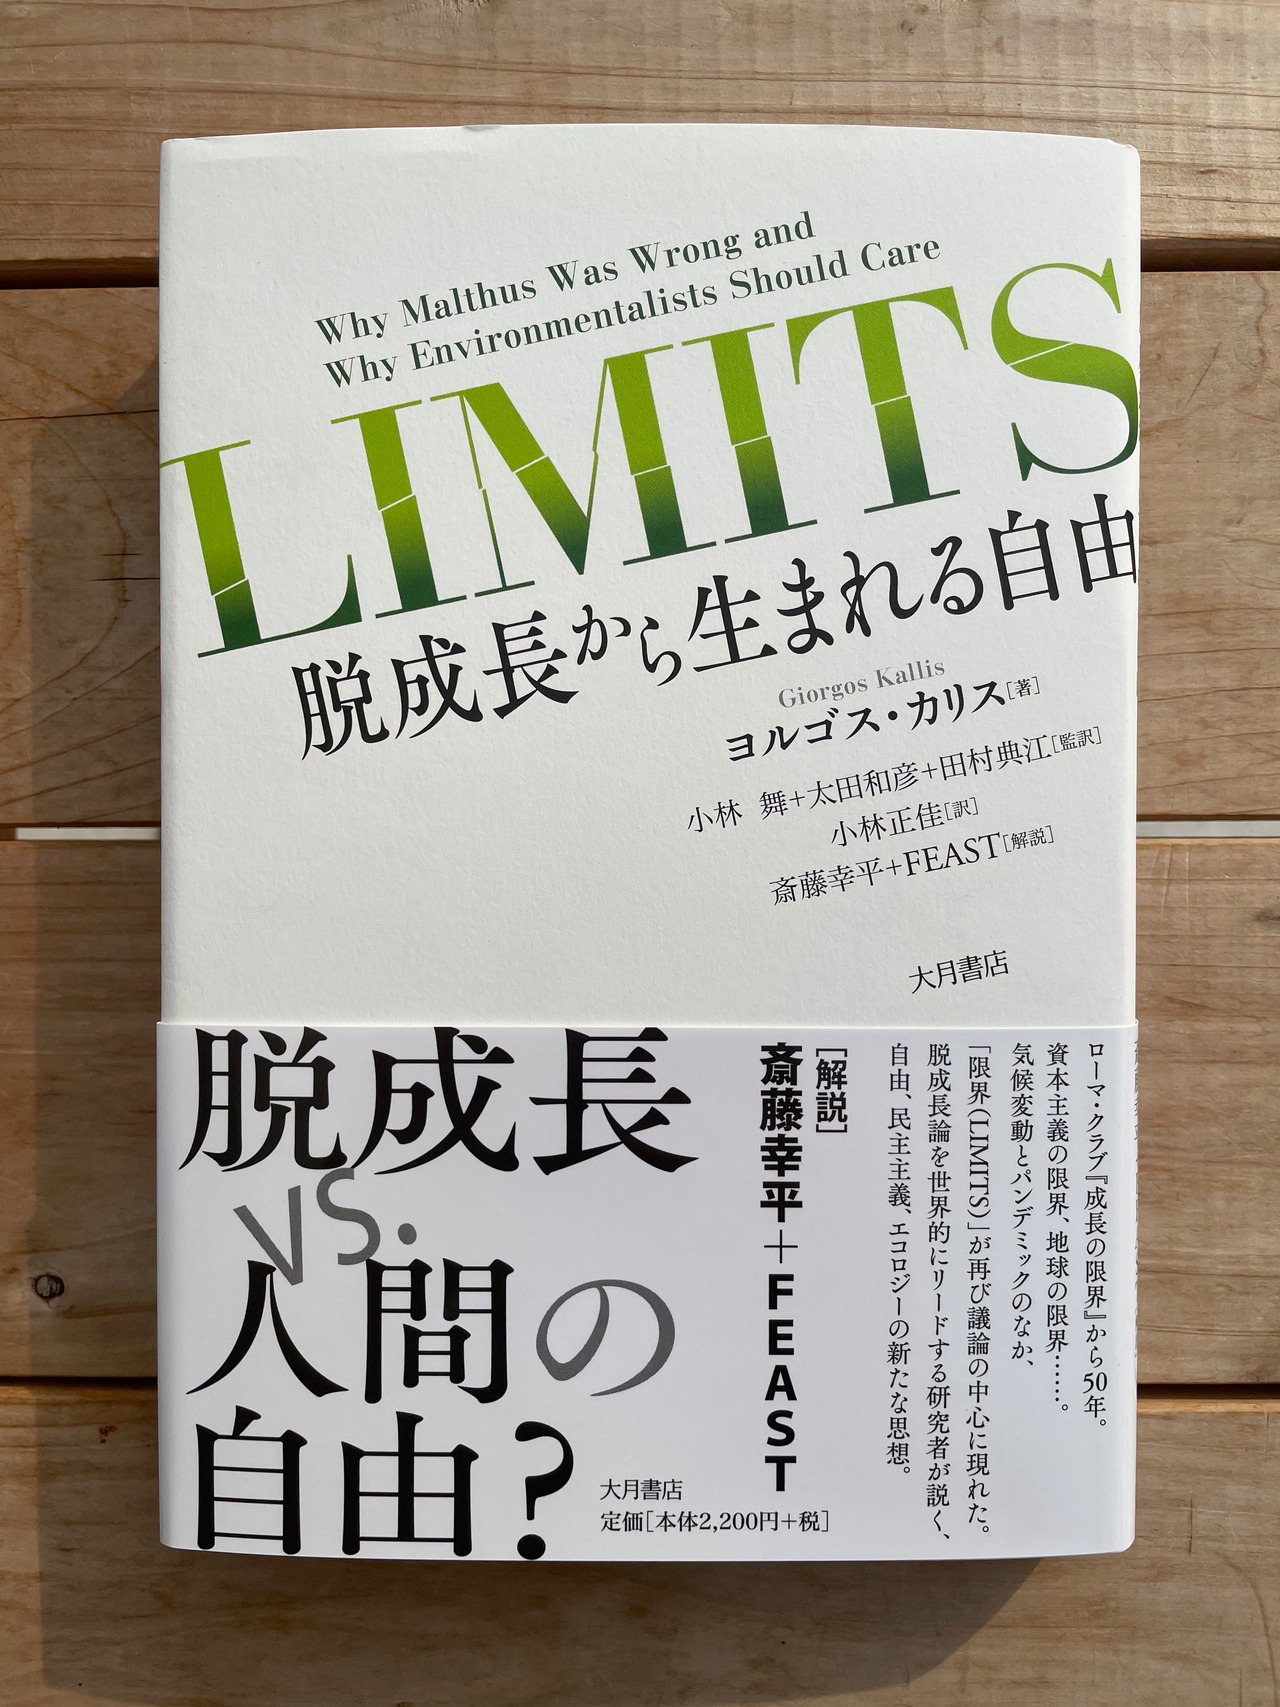 Why Malthus Was Wrong and
Why Environmentalists Should Care
LIMITS
脱成長から生まれる自由
Giorgos Kallis
ヨルゴス・カリス[著]
小林 舞+太田和彦+田村典江[監訳]
小林正佳[訳]
斎藤幸平+FEAST[解説]
大月書店
ローマ・クラブ『成長の限界』から50年。
資本主義の限界、地球の限界……。
気候変動とパンデミックのなか、
「限界(LIMITS)」が再び議論の中心に現れた。
脱成長論を世界的にリードする研究者が説く、
自由、民主主義、エコロジーの新たな思想。
[解説]
斎藤幸平+FEAST
脱成長
vs.
人間の
自由?
大月書店
定価[本体2,200円+税]